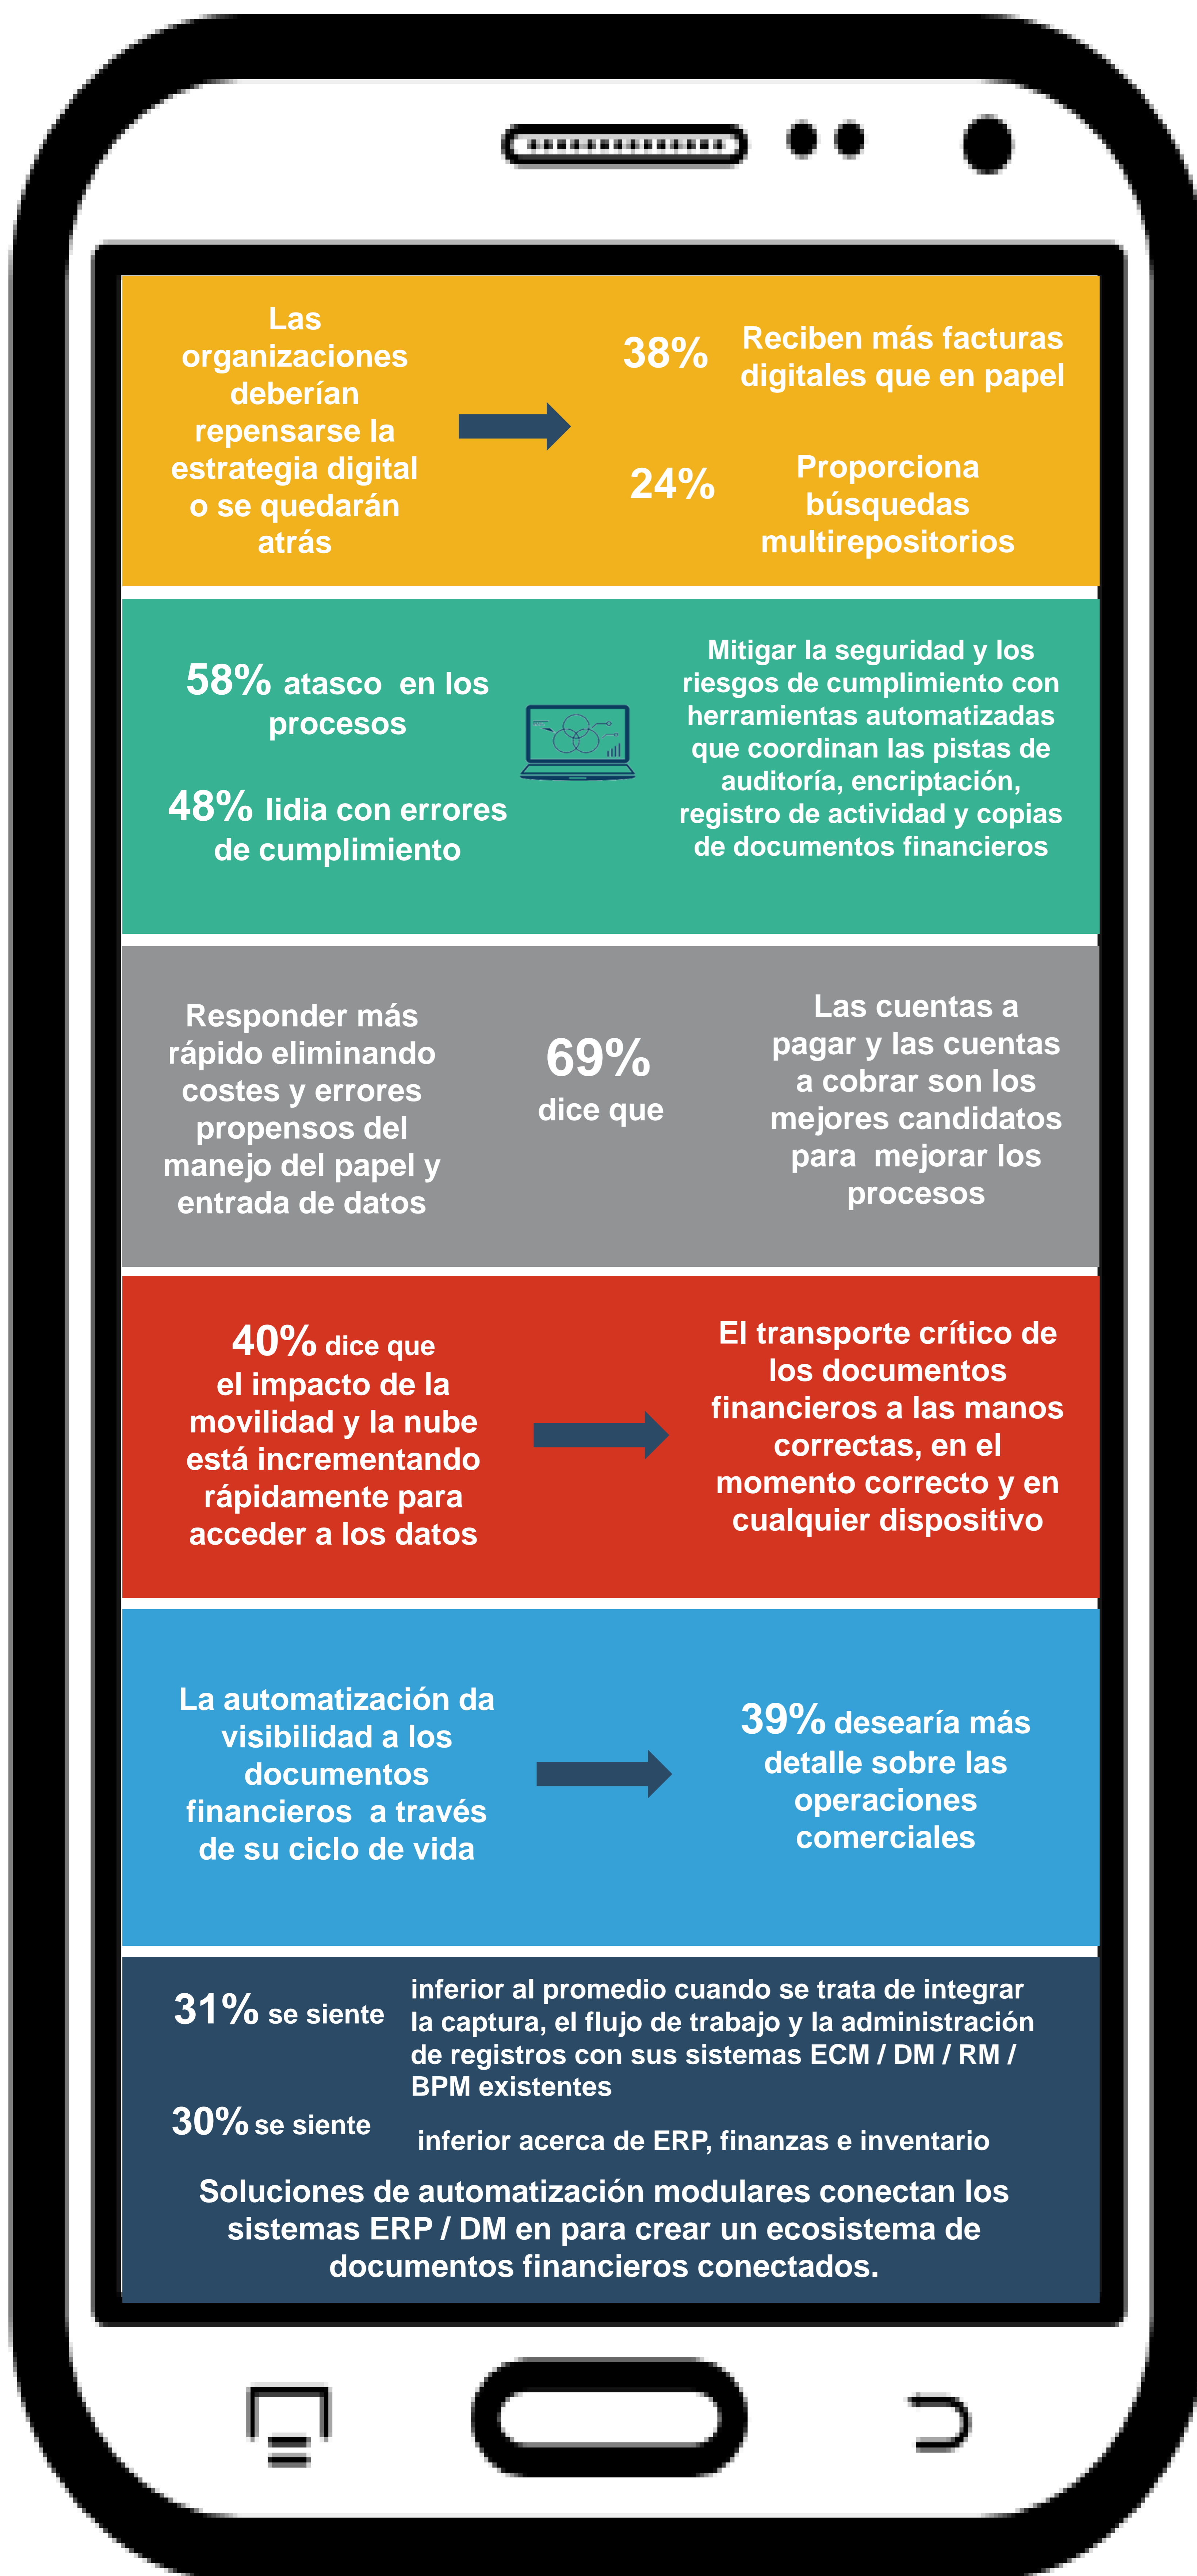 Las
organizaciones
deberían
repensarse la
estrategia digital
o se quedarán
atrás
38%
Reciben más facturas
digitales que en papel
24%
Proporciona
búsquedas
multirepositorios
58% atasco en los
procesos
48% lidia con errores
de cumplimiento
Mitigar la seguridad y los
riesgos de cumplimiento con
herramientas automatizadas
que coordinan las pistas de
auditoría, encriptación,
registro de actividad y copias
de documentos financieros
Responder más
rápido eliminando
costes y errores
propensos del
manejo del papel y
entrada de datos
69%
dice que
Las cuentas a
pagar y las cuentas
a cobrar son los
mejores candidatos
para mejorar los
procesos
40% dice que
el impacto de la
movilidad y la nube
está incrementando
rápidamente para
acceder a los datos
El transporte crítico de
los documentos
financieros a las manos
correctas, en el
momento correcto y en
cualquier dispositivo
La automatización da
visibilidad a los
documentos
financieros a través
de su ciclo de vida
39% desearía más
detalle sobre las
operaciones
comerciales
31% se siente
inferior al promedio cuando se trata de integrar
la captura, el flujo de trabajo y la administración
de registros con sus sistemas ECM / DM / RM /
BPM existentes
30% se siente
inferior acerca de ERP, finanzas e inventario
Soluciones de automatización modulares conectan los
sistemas ERP / DM en para crear un ecosistema de
documentos financieros conectados.